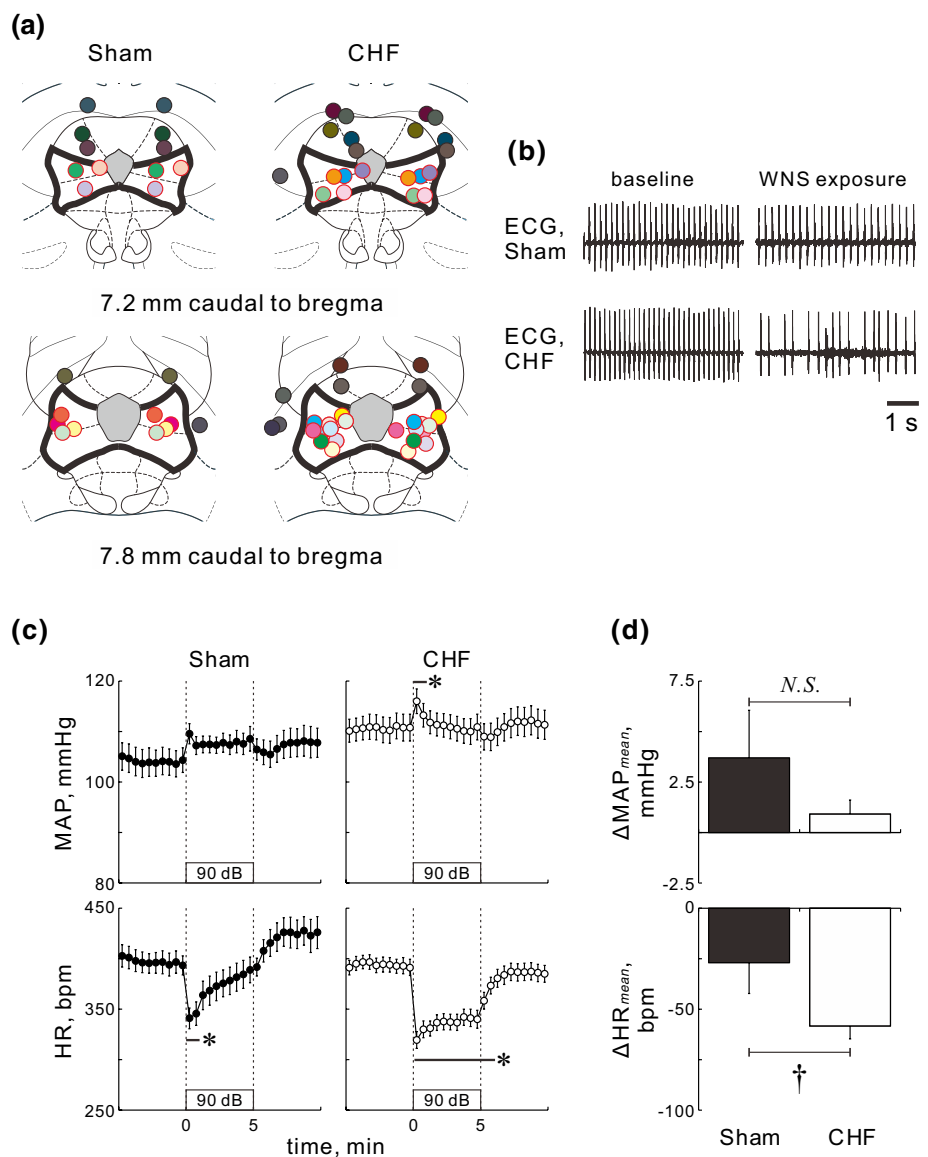 (a)
Sham CHF
7.2 mm caudal to bregma
7.8 mm caudal to bregma
(b)
baseline WNS exposure
ECG, Sham
ECG, CHF
1 s
(c)
Sham CHF
MAP, mmHg
120
100
80
*
90 dB 90 dB
HR, bpm
450
350
250
* *
90 dB 90 dB
0 5 0 5
time, min
(d)
7.5
2.5
-2.5
N.S.
ΔMAPmean, mmHg
0
-50
-100
ΔHRmean, bpm
†
Sham CHF